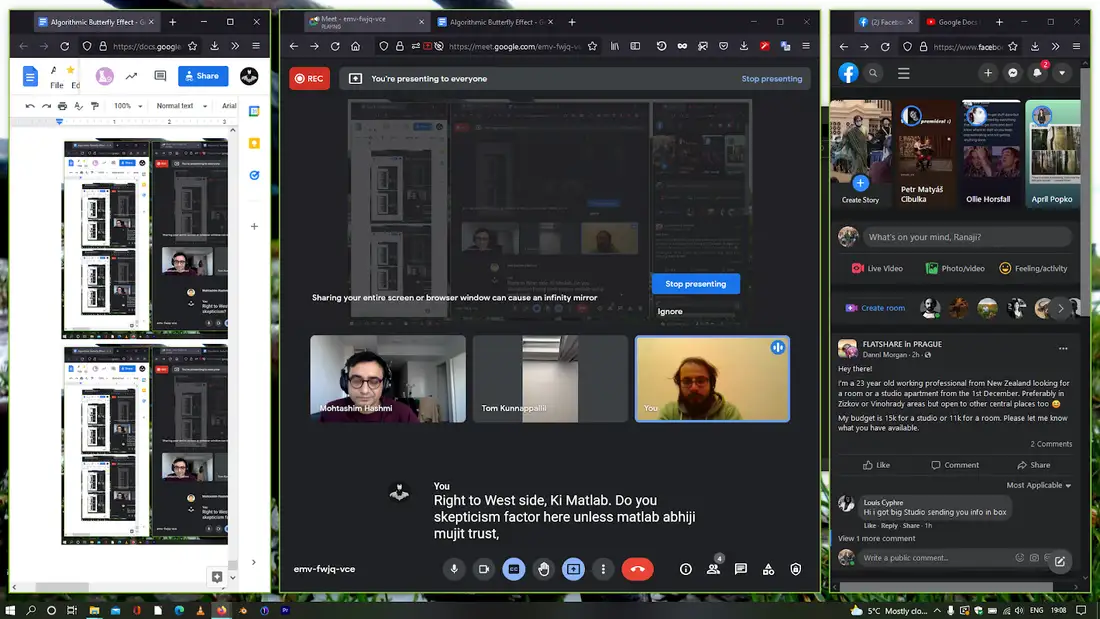 Algorithmic Butterfly Effect - G
https://docs.google
A
File
Ed
Share
100%
Normal text
Arial
1
2
3
Meet - emv-fwjq-vce
PLAYING
Algorithmic Butterfly Effect - G
https://meet.google.com/emv-fwjq-vc
REC
You're presenting to everyone
Stop presenting
Sharing your entire screen or browser window can cause an infinity mirror
Stop presenting
Ignore
Mohtashim Hashmi
Tom Kunnappallil
You
You
Right to West side, Ki Matlab. Do you
skepticism factor here unless matlab abhiji
mujit trust,
emv-fwjq-vce
4
(2) Facebook
YouTube
Google Docs
https://www.facebo
2
Create Story
premiérat :)
Petr Matyáš
Cibulka
Ollie Horsfall
April Popko
What's on your mind, Ranaji?
Live Video
Photo/video
Feeling/activity
Create room
FLATSHARE in PRAGUE
Danni Morgan · 2h ·
Hey there!
I'm a 23 year old working professional from New Zealand looking for
a room or a studio apartment from the 1st December. Preferably in
Zizkov or Vinohrady areas but open to other central places too 😄
My budget is 15k for a studio or 11k for a room. Please let me know
what you have available.
2 Comments
Like
Comment
Share
Most Applicable
Louis Cyphre
Hi i got big Studio sending you info in box
Like · Reply · Share · 1h
View 1 more comment
Write a public comment...
5°C Mostly clo...
ENG
19:08